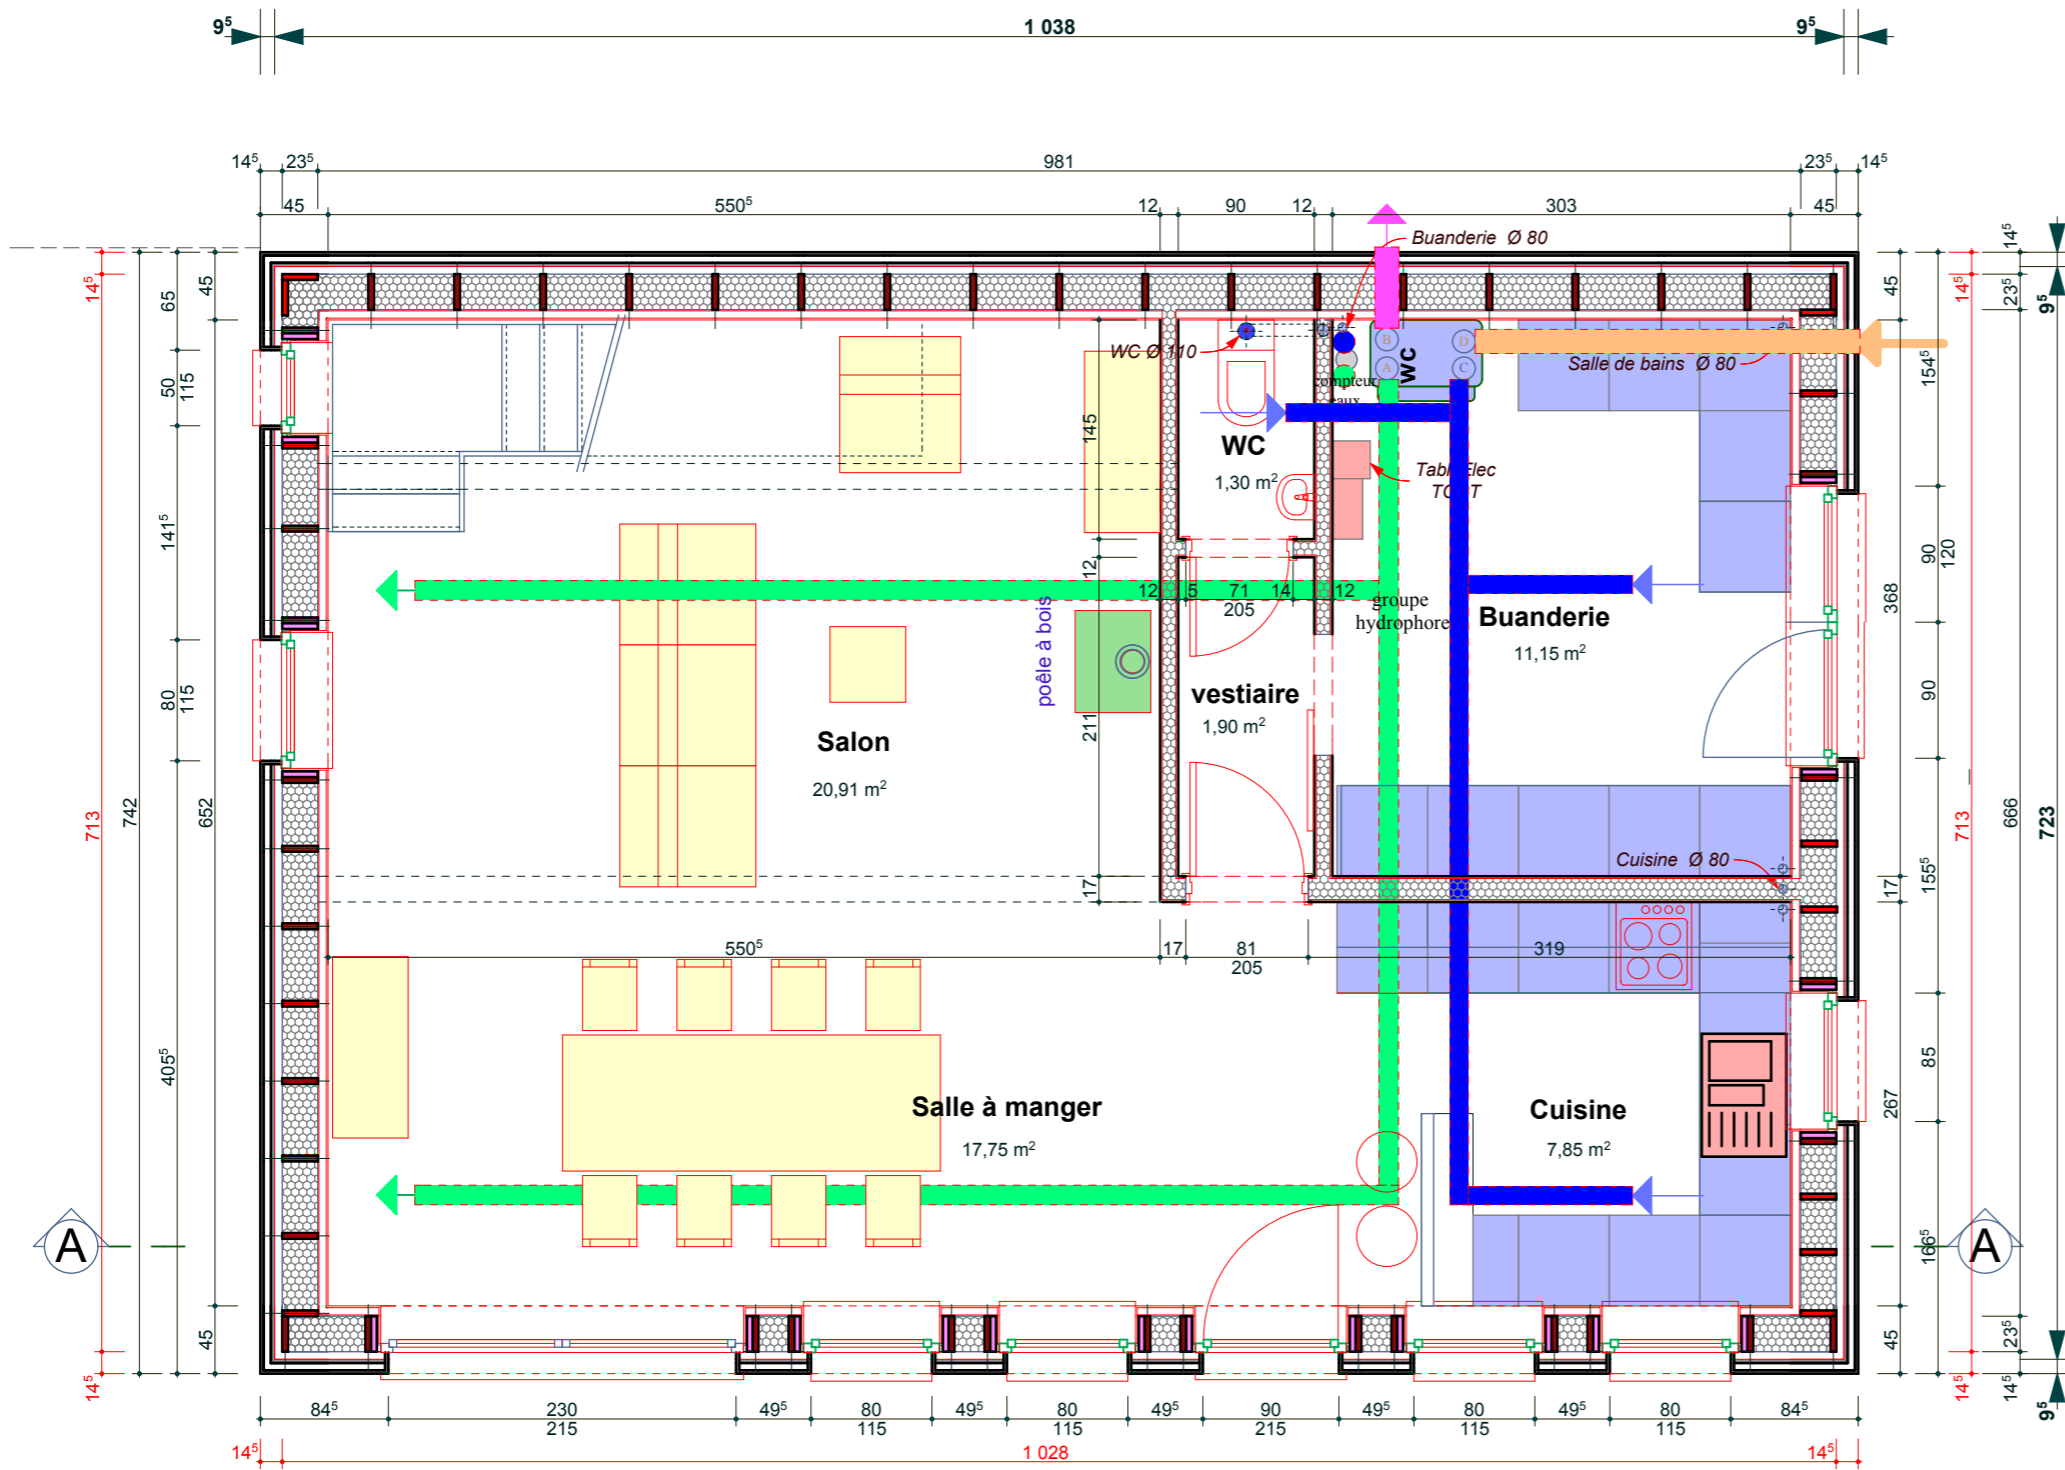 9⁵ 1 038 9⁵
14⁵ 23⁵ 981 23⁵ 14⁵
45 550⁵ 12 90 12 303 45
Buanderie Ø 80
WC Ø 110
B
D
A
C
WC
Salle de bains Ø 80
compteur
eaux
WC
1,30 m²
Tabl Elec
145
12
12 5 71 14 12
205
groupe
hydrophore
Buanderie
11,15 m²
poêle à bois
vestiaire
1,90 m²
211
Salon
20,91 m²
17
Cuisine Ø 80
550⁵ 17 81 319
205
Salle à manger
17,75 m²
Cuisine
7,85 m²
A
A
14⁵
713
14⁵
742
65
50
115
141⁵
80
115
405⁵
45
652
45
45
368
17
267
45
154⁵
90
120
90
155⁵
85
166⁵
14⁵
713
14⁵
14⁵
23⁵
666
23⁵
14⁵
9⁵
723
9⁵
84⁵ 230 49⁵ 80 49⁵ 80 49⁵ 90 49⁵ 80 49⁵ 80 84⁵
215 115 115 215 115 115
14⁵ 1 028 14⁵